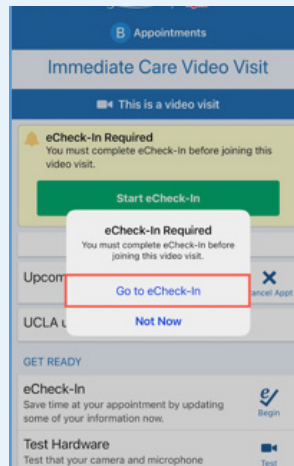 B Appointments
Immediate Care Video Visit
This is a video visit
eCheck-In Required
You must complete eCheck-In before joining this
video visit.
Start eCheck-In
eCheck-In Required
You must complete eCheck-In before
joining this video visit.
Upcom
Go to eCheck-In
ancel Appt
UCLA u
Not Now
GET READY
eCheck-In
Save time at your appointment by updating
some of your information now.
Begin
Test Hardware
Test that your camera and microphone
Test